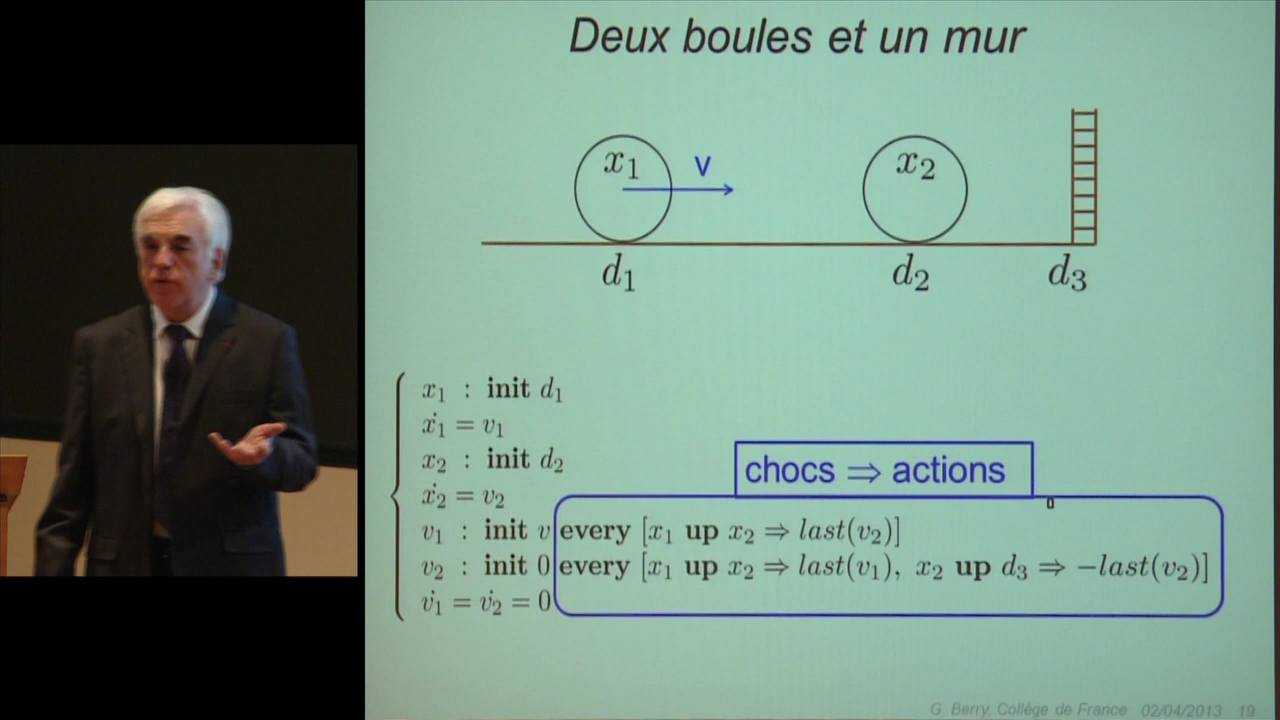 Deux boules et un mur
x₁ v x₂
d₁ d₂ d₃
x₁ : init d₁
ẋ₁ = v₁
x₂ : init d₂
ẋ₂ = v₂
chocs ⇒ actions
v₁ : init v every [x₁ up x₂ ⇒ last(v₂)]
v₂ : init 0 every [x₁ up x₂ ⇒ last(v₁), x₂ up d₃ ⇒ −last(v₂)]
v̇₁ = v̇₂ = 0
G. Berry, Collège de France 02/04/2013 19